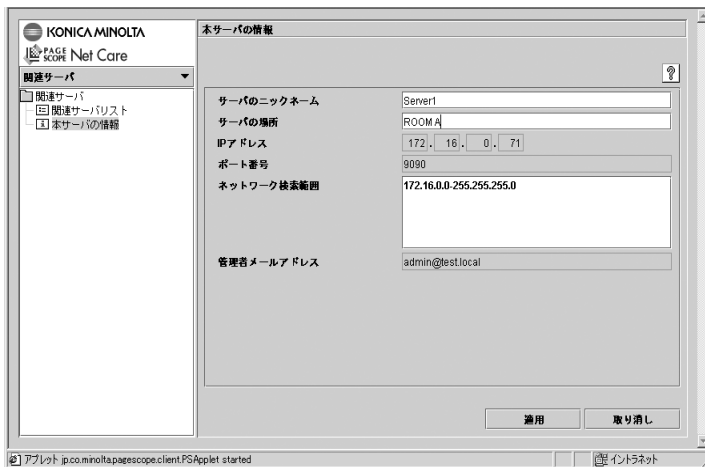 KONICA MINOLTA
PAGE SCOPE Net Care
関連サーバ
関連サーバ
関連サーバリスト
本サーバの情報
本サーバの情報
?
サーバのニックネーム Server1
サーバの場所 ROOM A
IPアドレス 172. 16. 0. 71
ポート番号 9090
ネットワーク検索範囲 172.16.0.0-255.255.255.0
管理者メールアドレス admin@test.local
適用 取り消し
アプレット jp.co.minolta.pagescope.client.PSApplet started イントラネット